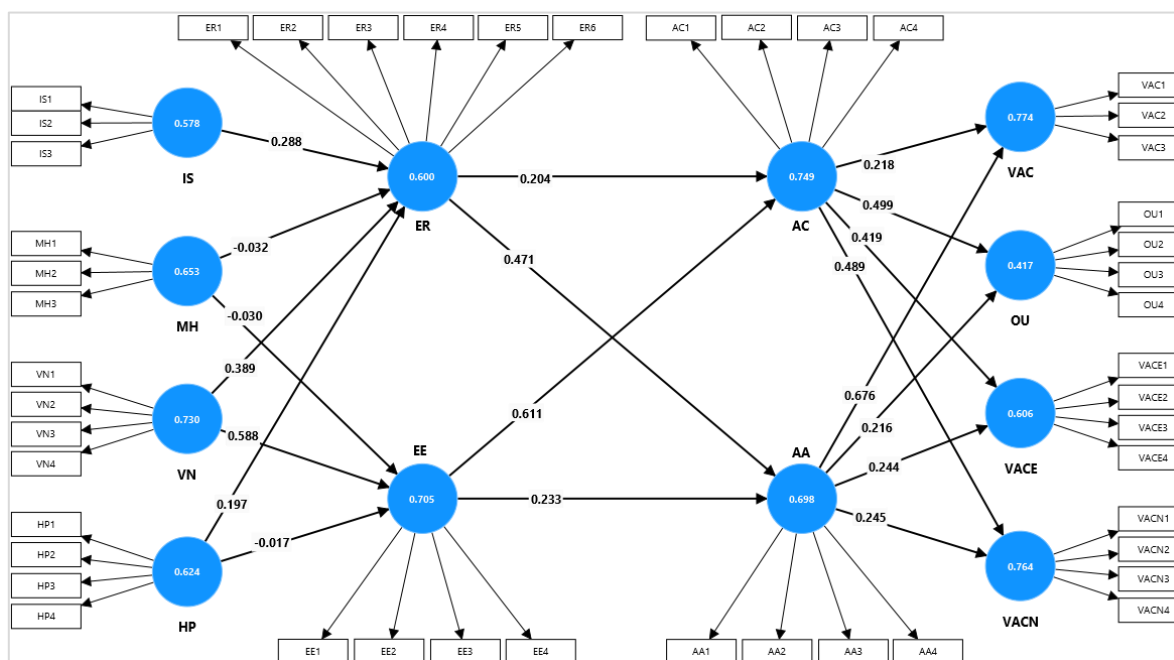 ER1 ER2 ER3 ER4 ER5 ER6 AC1 AC2 AC3 AC4
IS1
IS2
IS3
0.578
IS
0.288
0.600
ER
0.204
0.749
AC
0.218
0.774
VAC
VAC1
VAC2
VAC3
MH1
MH2
MH3
0.653
MH
-0.032
-0.030
0.471
0.499
0.419
0.489
0.417
OU
OU1
OU2
OU3
OU4
VN1
VN2
VN3
VN4
0.730
VN
0.389
0.588
0.611
0.676
0.216
0.244
0.606
VACE
VACE1
VACE2
VACE3
VACE4
HP1
HP2
HP3
HP4
0.624
HP
0.197
-0.017
EE
0.705
0.233
AA
0.698
0.245
0.764
VACN
VACN1
VACN2
VACN3
VACN4
EE1 EE2 EE3 EE4 AA1 AA2 AA3 AA4